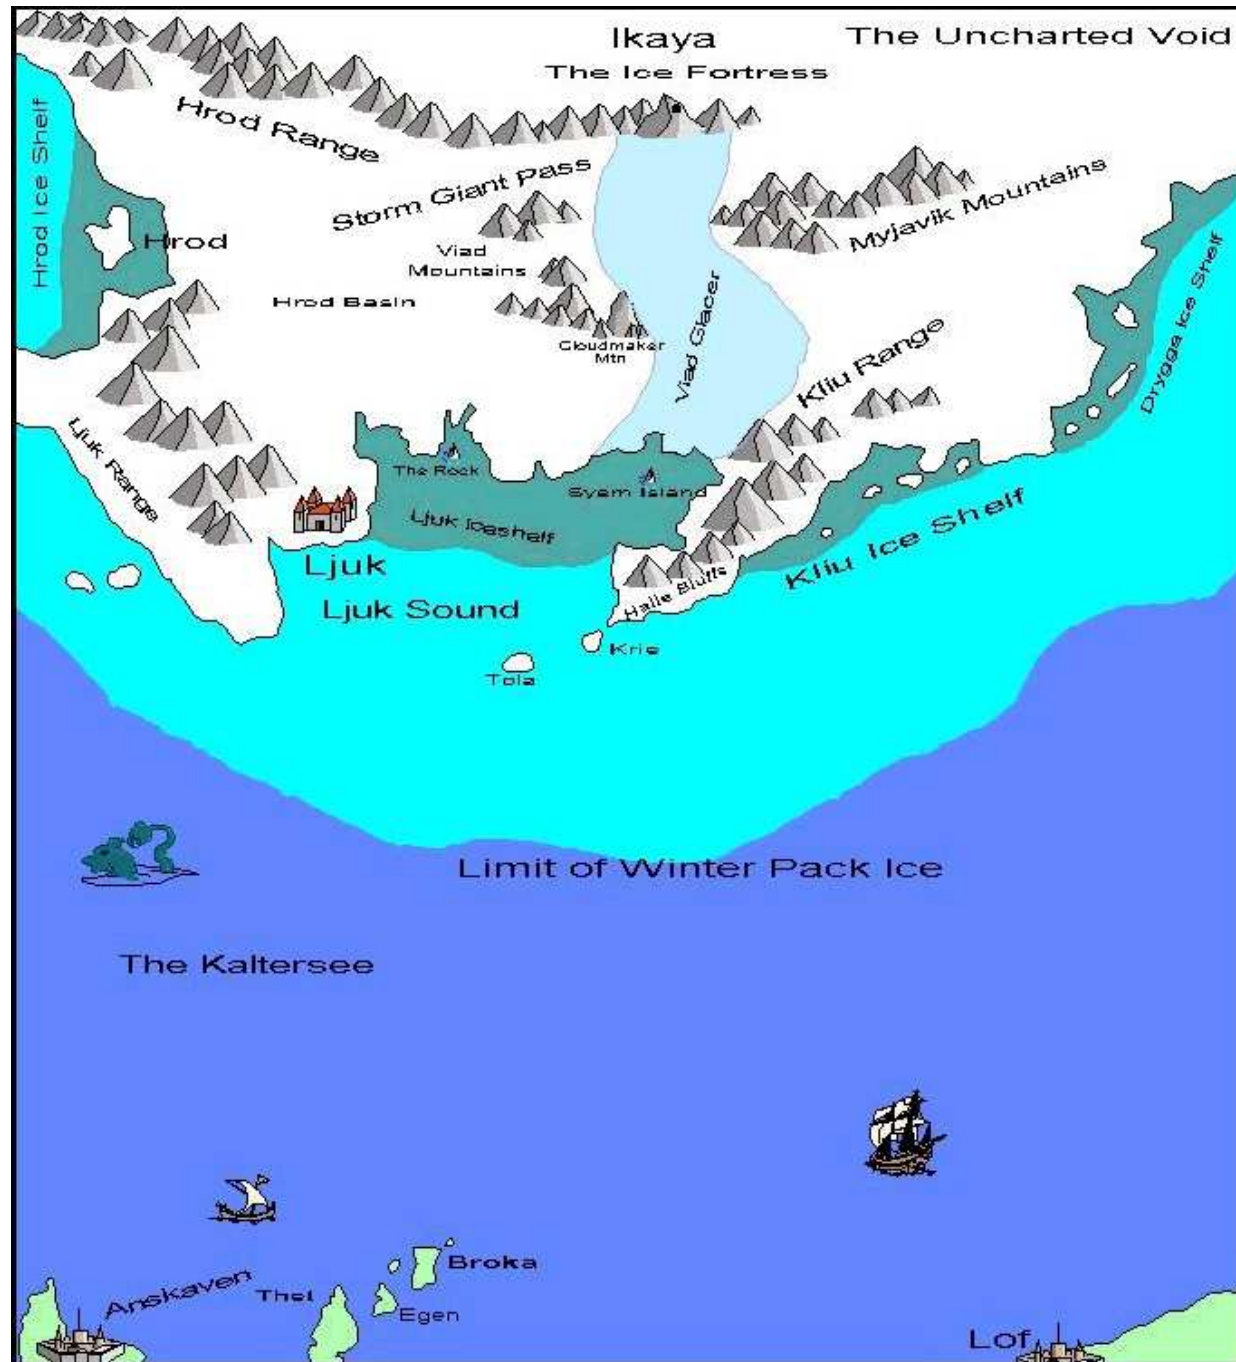 Ikaya
The Uncharted Void
The Ice Fortress
Hrod Range
Hrod Ice Shelf
Storm Giant Pass
Myjavik Mountains
Hrod
Viad
Mountains
Hrod Basin
Cloudmaker
Mtn
Viad Glacer
Drygga Ice Shelf
Kliu Range
Ljuk Range
The Rock
Syem Island
Ljuk Iceshelf
Kliu Ice Shelf
Ljuk
Halle Bluffs
Ljuk Sound
Krie
Tola
Limit of Winter Pack Ice
The Kaltersee
Broka
Anskaven
Thel
Egen
Lof